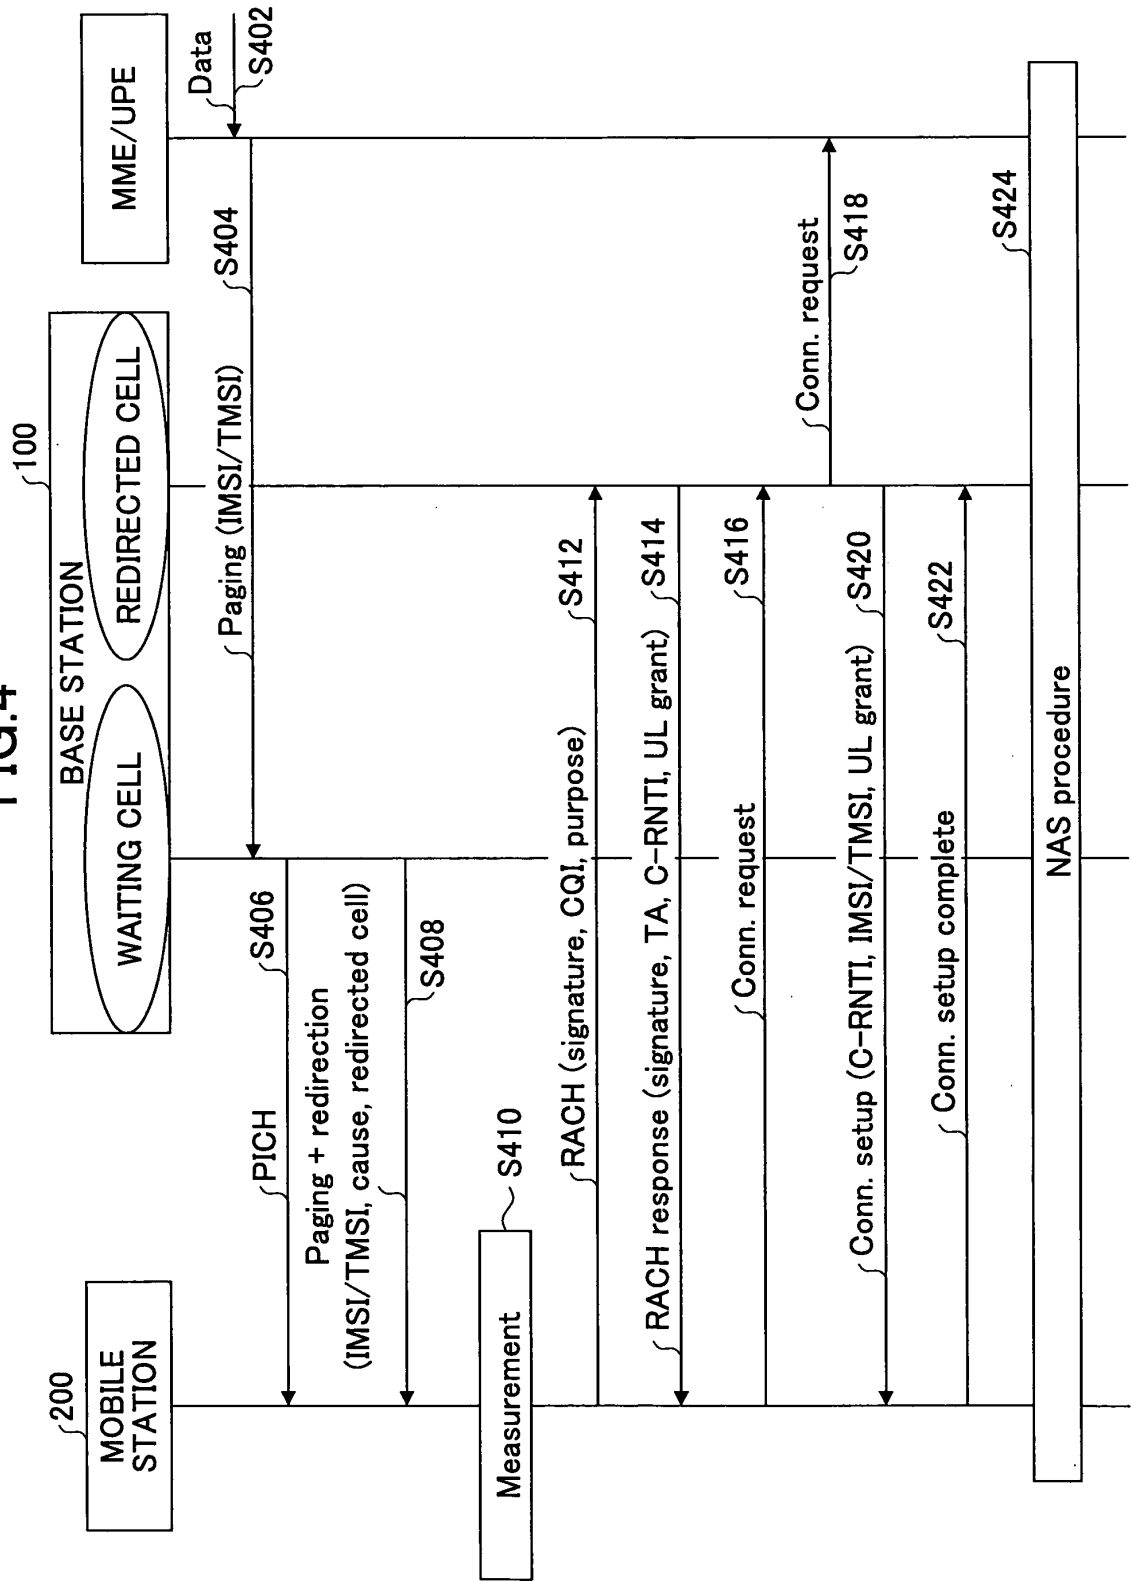 FIG.4
100
BASE STATION
200
MOBILE
STATION
WAITING CELL
REDIRECTED CELL
MME/UPE
Data
S402
Paging (IMSI/TMSI)
S404
PICH
S406
Paging + redirection
(IMSI/TMSI, cause, redirected cell)
S408
Measurement
S410
RACH (signature, CQI, purpose)
S412
RACH response (signature, TA, C-RNTI, UL grant)
S414
Conn. request
S416
Conn. request
S418
Conn. setup (C-RNTI, IMSI/TMSI, UL grant)
S420
Conn. setup complete
S422
NAS procedure
S424